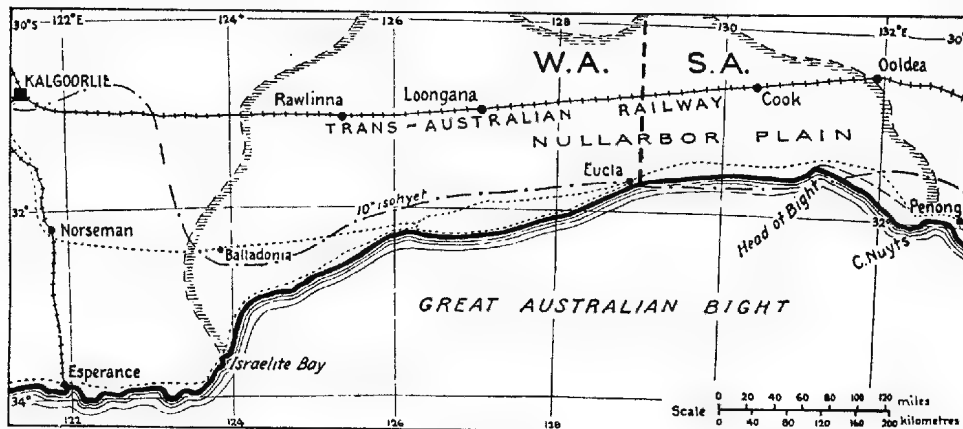 30°S 122°E 124° 126 128 130 132°E 30°
KALGOORLIE
W.A. S.A.
Ooldea
Rawlinna
Loongana
Cook
TRANS-AUSTRALIAN RAILWAY
NULLARBOR PLAIN
Eucla
10" isohyet
32°
Norseman
Balladonia
Head of Bight
Penong
32°
C. Nuyts
GREAT AUSTRALIAN BIGHT
Israelite Bay
Esperance
34°
122 124 126 128
Scale
0 20 40 60 80 100 120 miles
0 40 80 120 160 200 kilometres